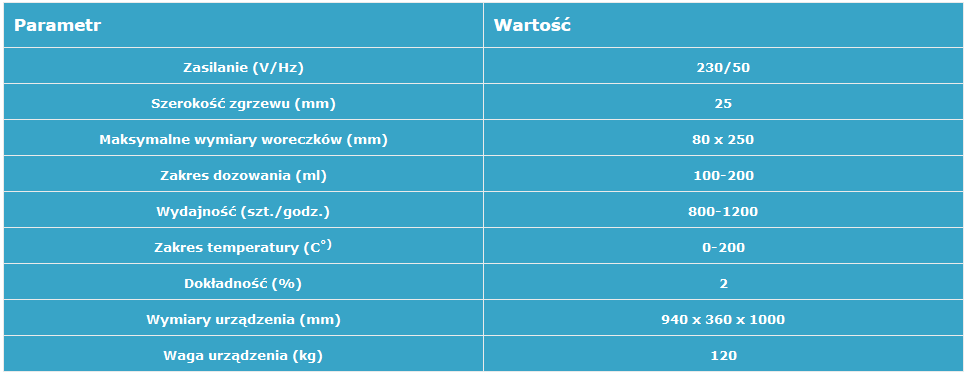 Parametr Wartość
Zasilanie (V/Hz) 230/50
Szerokość zgrzewu (mm) 25
Maksymalne wymiary woreczków (mm) 80 x 250
Zakres dozowania (ml) 100-200
Wydajność (szt./godz.) 800-1200
Zakres temperatury (C°) 0-200
Dokładność (%) 2
Wymiary urządzenia (mm) 940 x 360 x 1000
Waga urządzenia (kg) 120